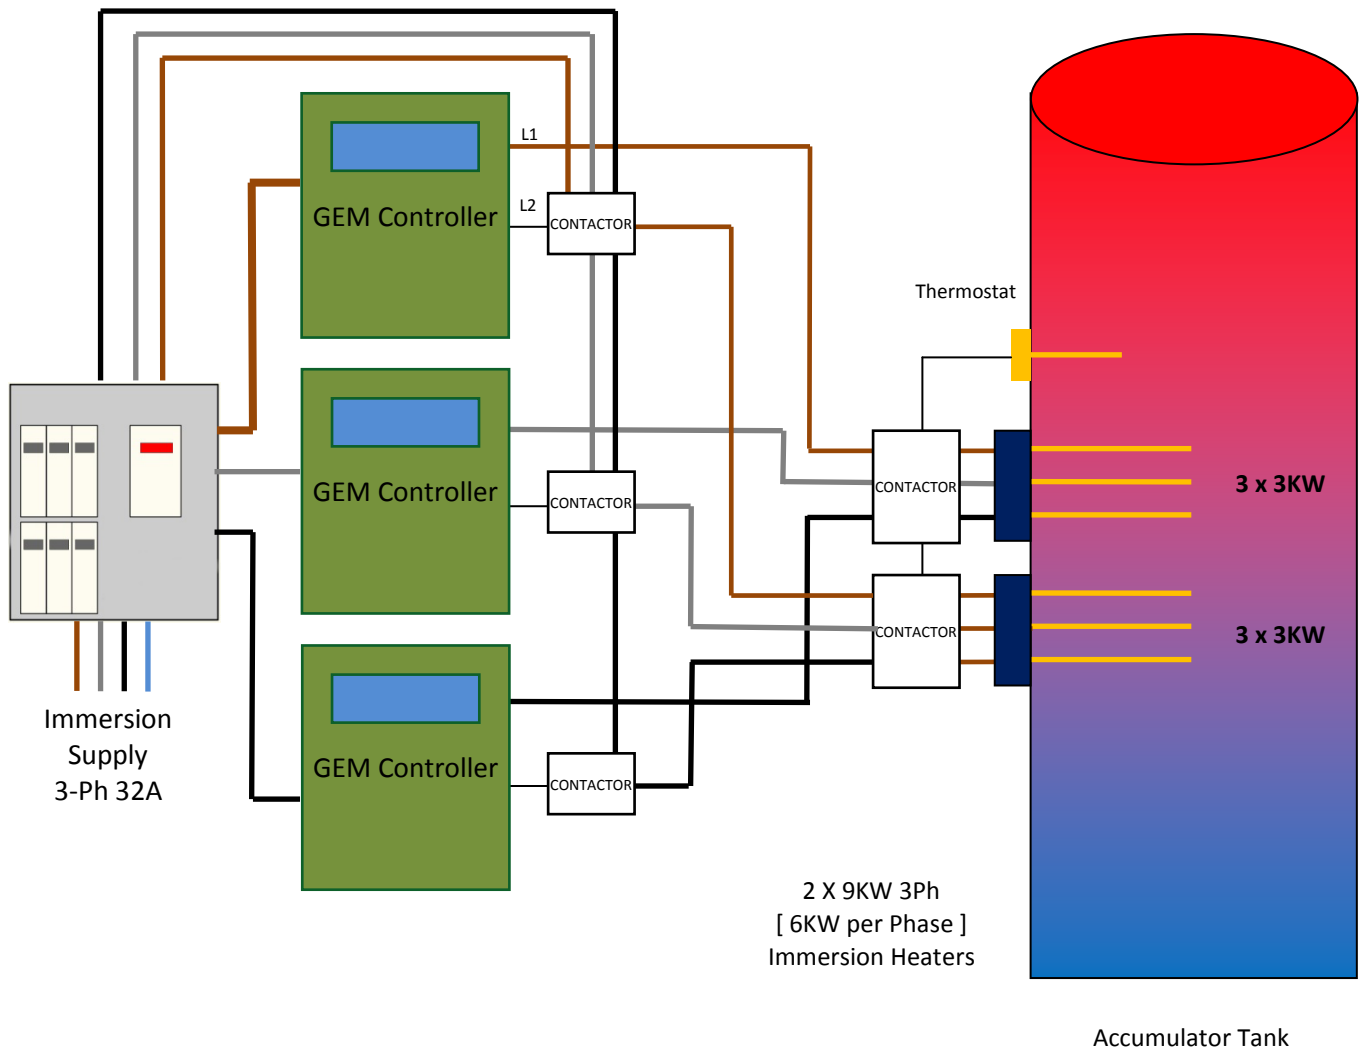 L1
GEM Controller
L2
CONTACTOR
Thermostat
GEM Controller
CONTACTOR
CONTACTOR
3 x 3KW
CONTACTOR
3 x 3KW
Immersion
Supply
3-Ph 32A
GEM Controller
CONTACTOR
2 X 9KW 3Ph
[ 6KW per Phase ]
Immersion Heaters
Accumulator Tank